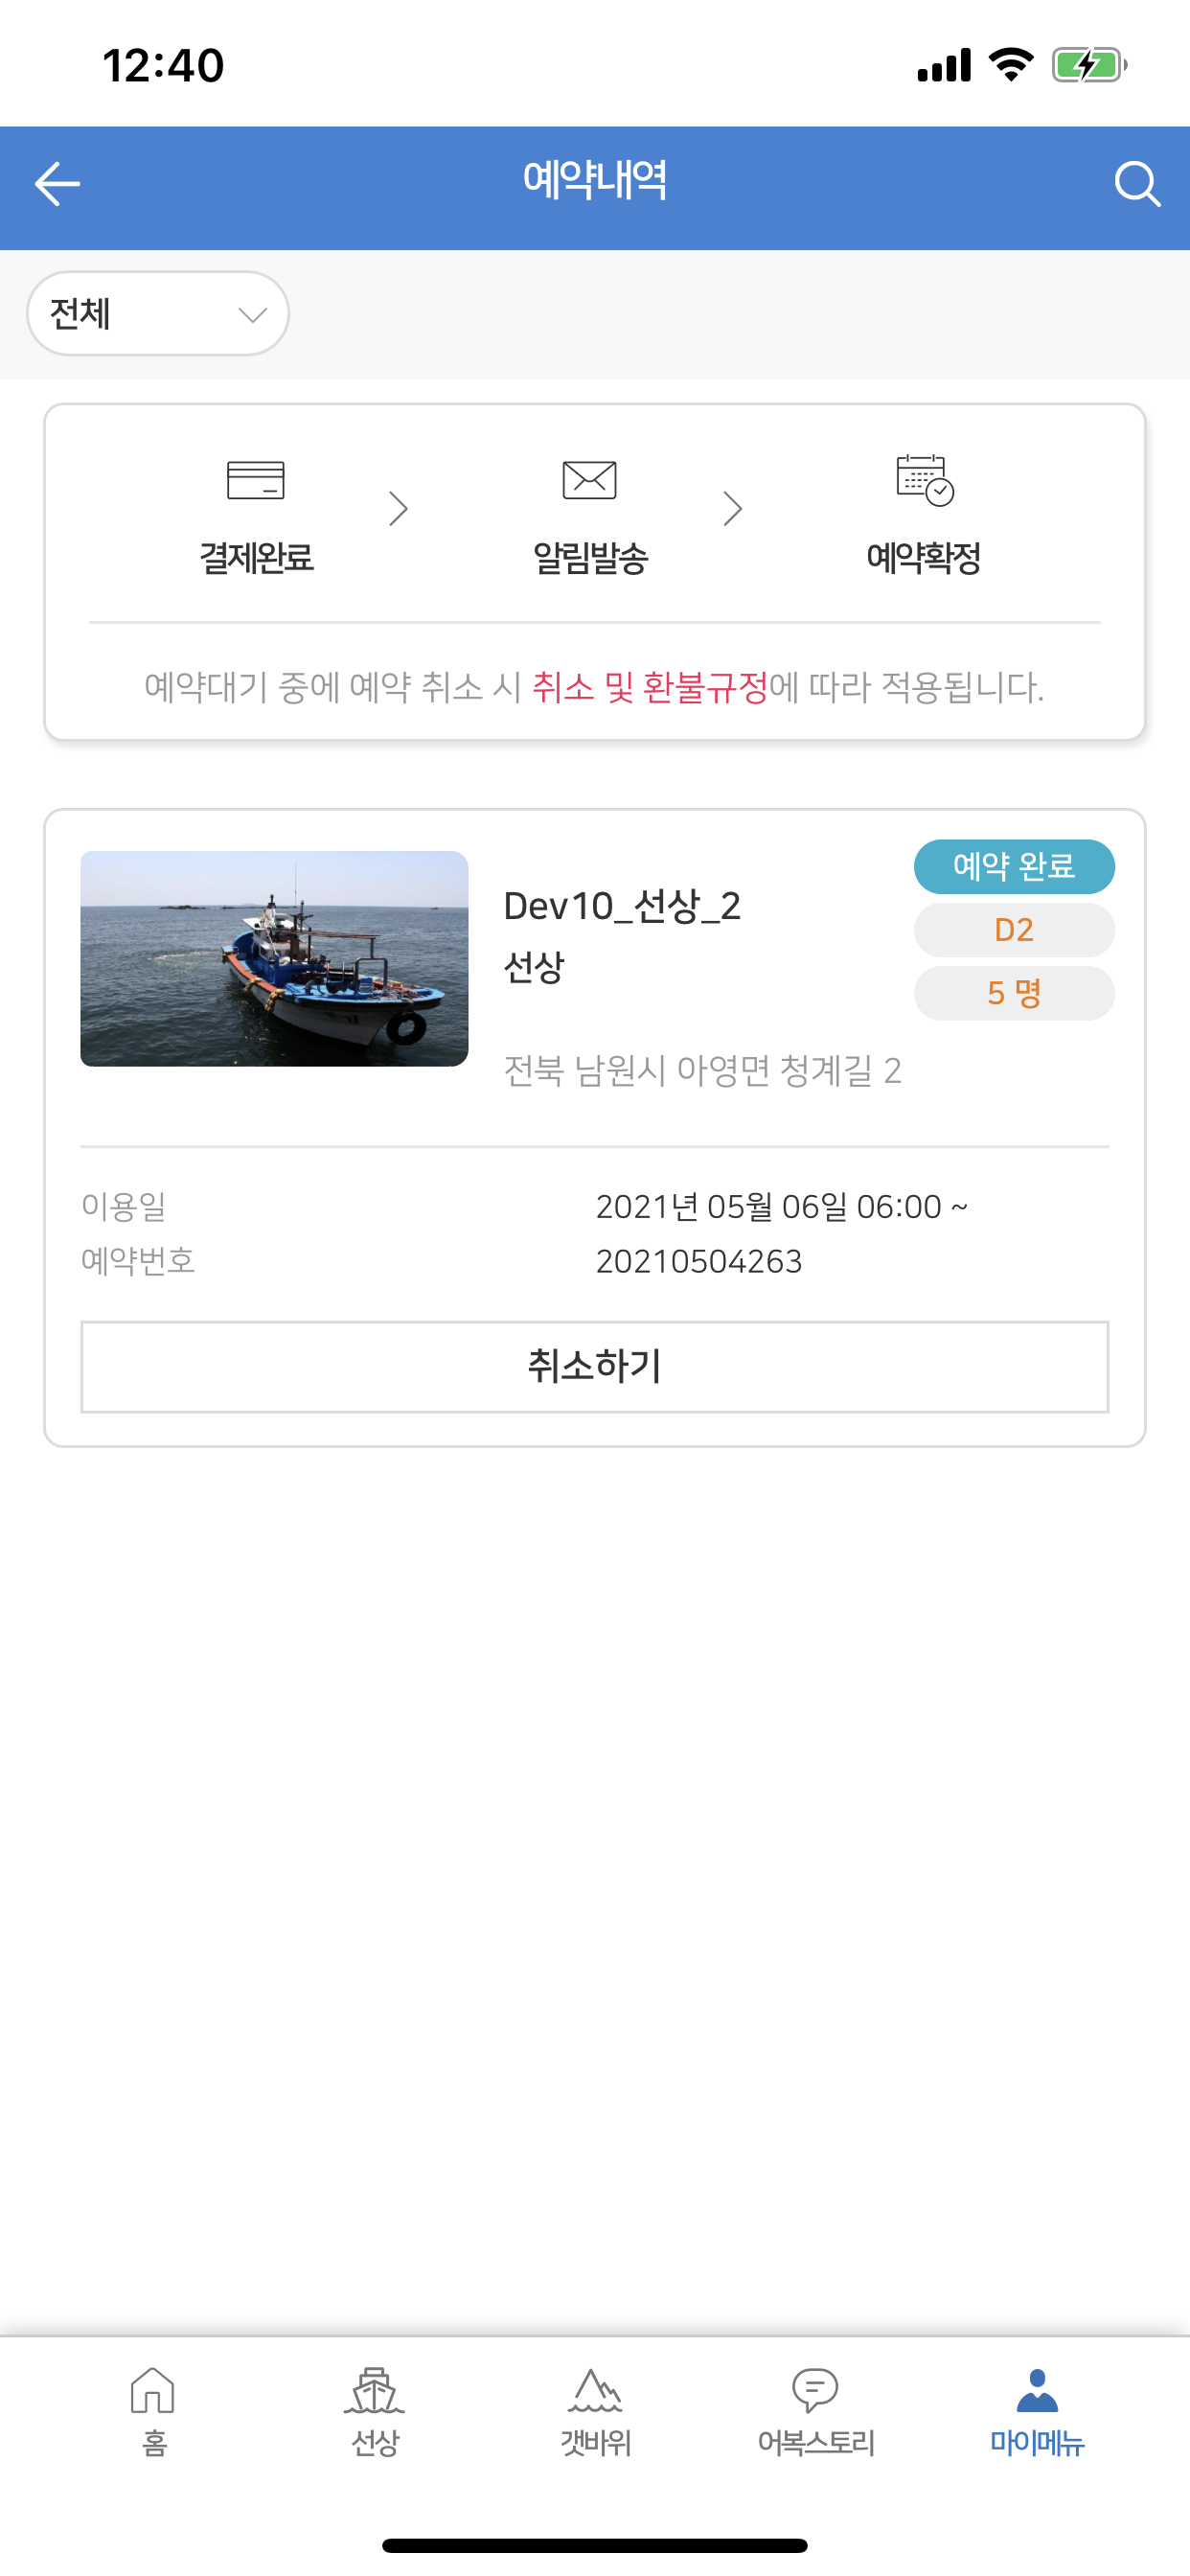 12:40
예약내역
전체
결제완료
알림발송
예약확정
예약대기 중에 예약 취소 시 취소 및 환불규정에 따라 적용됩니다.
Dev10_선상_2
선상
예약 완료
D2
5 명
전북 남원시 아영면 청계길 2
이용일 2021년 05월 06일 06:00 ~
예약번호 20210504263
취소하기
홈
선상
갯바위
어복스토리
마이메뉴